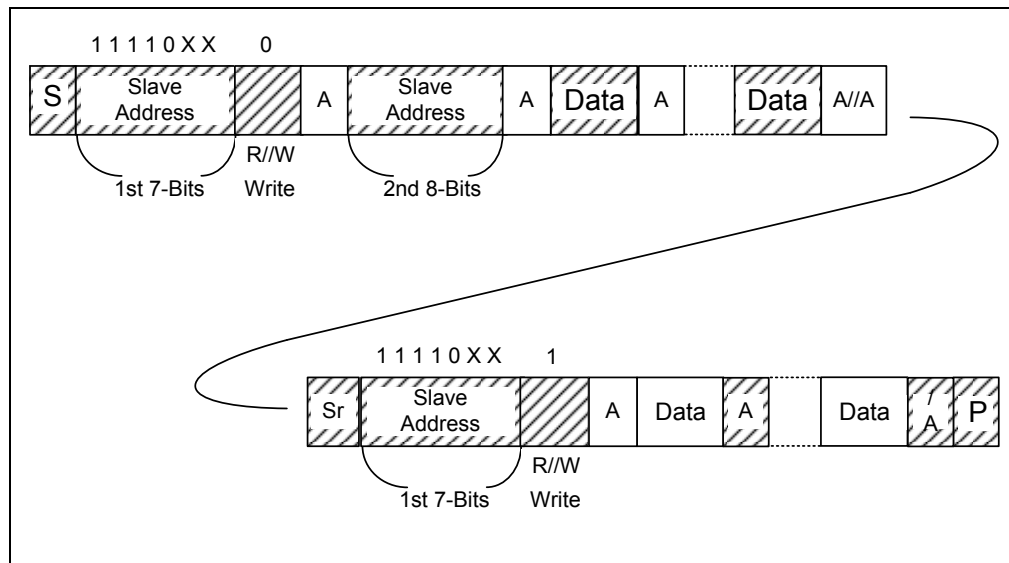 1 1 1 1 0 X X 0
S Slave Address A Slave Address A Data A Data A//A
R//W
Write
1st 7-Bits 2nd 8-Bits
1 1 1 1 0 X X 1
Sr Slave Address A Data A Data / A P
R//W
Write
1st 7-Bits